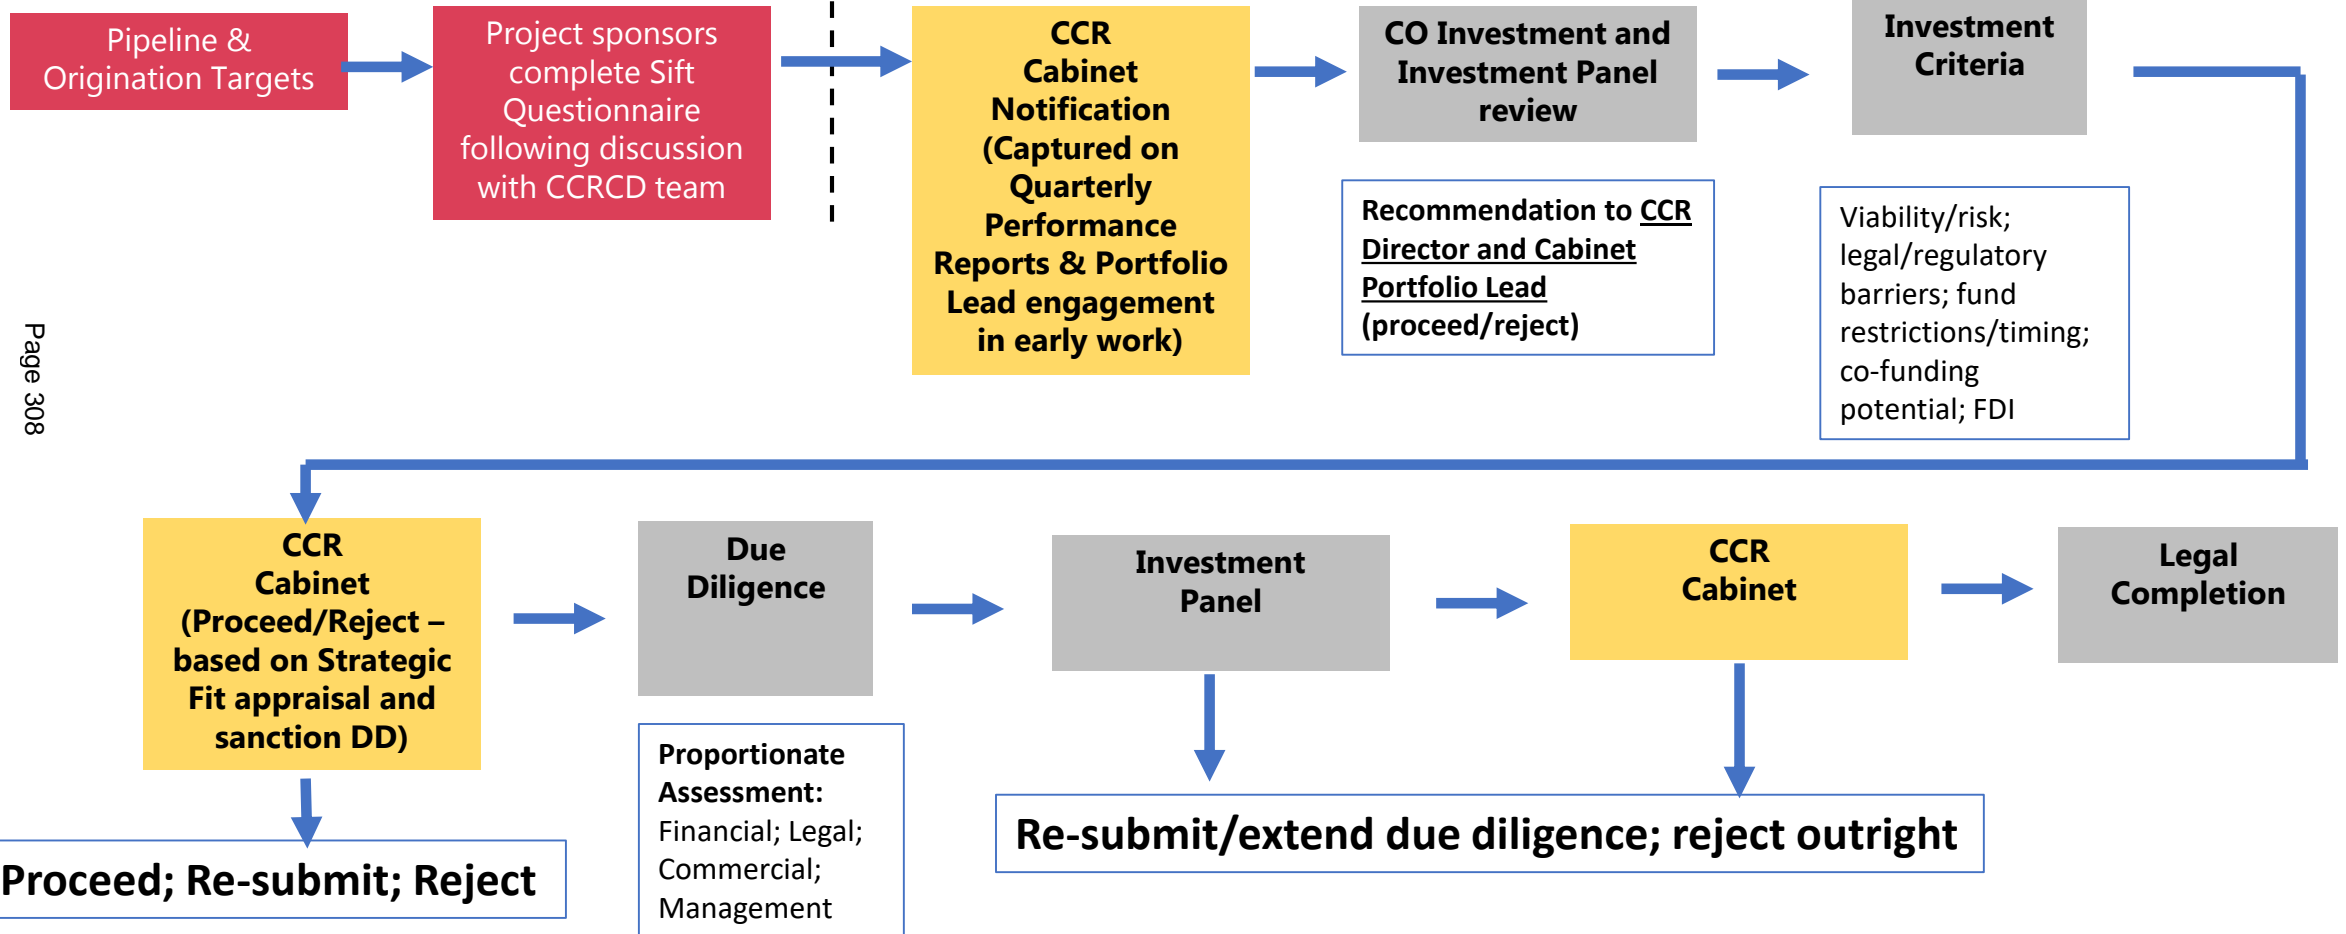 Pipeline &
Origination Targets
Project sponsors
complete Sift
Questionnaire
following discussion
with CCRCD team
CCR
Cabinet
Notification
(Captured on
Quarterly
Performance
Reports & Portfolio
Lead engagement
in early work)
CO Investment and
Investment Panel
review
Investment
Criteria
Recommendation to CCR
Director and Cabinet
Portfolio Lead
(proceed/reject)
Viability/risk;
legal/regulatory
barriers; fund
restrictions/timing;
co-funding
potential; FDI
Page 308
CCR
Cabinet
(Proceed/Reject –
based on Strategic
Fit appraisal and
sanction DD)
Due
Diligence
Investment
Panel
CCR
Cabinet
Legal
Completion
Proportionate
Assessment:
Financial; Legal;
Commercial;
Management
Proceed; Re-submit; Reject
Re-submit/extend due diligence; reject outright